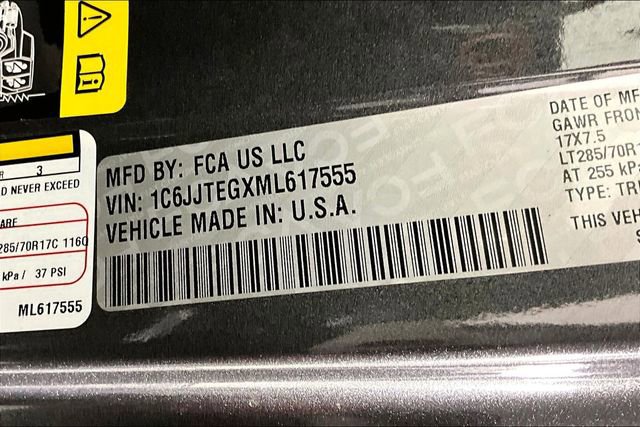 R 3
D NEVER EXCEED
ARE
285/70R17C 116Q
kPa / 37 PSI
ML617555
MFD BY: FCA US LLC
VIN: 1C6JJTEGXML617555
VEHICLE MADE IN: U.S.A.
DATE OF MF
GAWR FRON
17X7.5
LT285/70R1
AT 255 kPa
TYPE: TR
THIS VEH
S